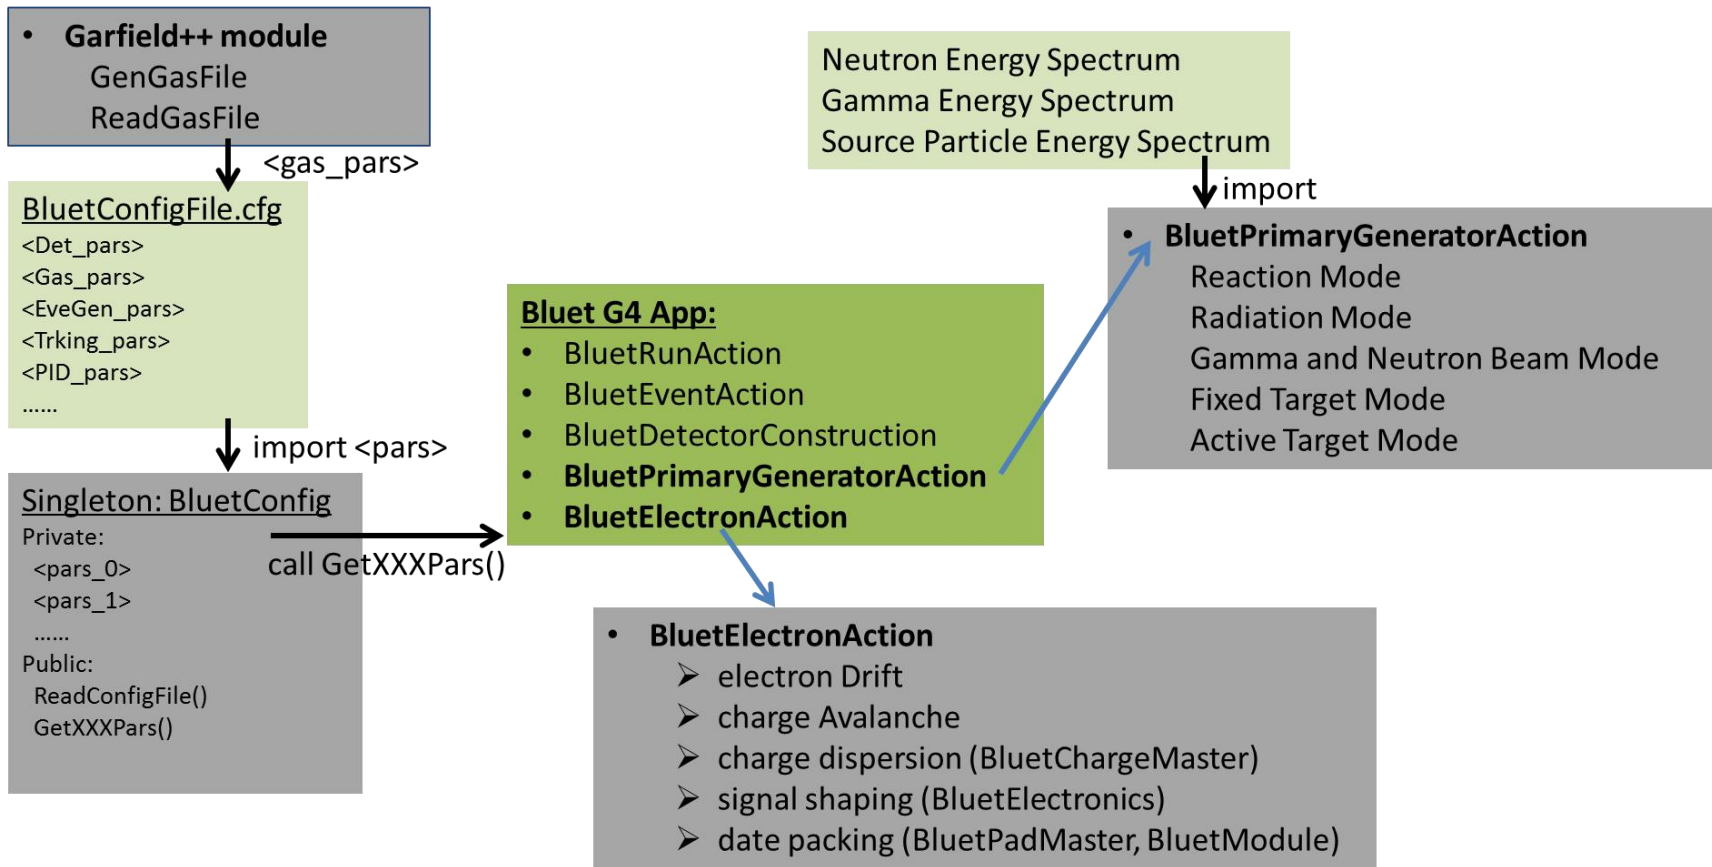 • Garfield++ module
GenGasFile
ReadGasFile
<gas_pars>
BluetConfigFile.cfg
<Det_pars>
<Gas_pars>
<EveGen_pars>
<Trking_pars>
<PID_pars>
......
import <pars>
Singleton: BluetConfig
Private:
<pars_0>
<pars_1>
......
Public:
ReadConfigFile()
GetXXXPars()
call GetXXXPars()
Bluet G4 App:
• BluetRunAction
• BluetEventAction
• BluetDetectorConstruction
• BluetPrimaryGeneratorAction
• BluetElectronAction
Neutron Energy Spectrum
Gamma Energy Spectrum
Source Particle Energy Spectrum
import
• BluetPrimaryGeneratorAction
Reaction Mode
Radiation Mode
Gamma and Neutron Beam Mode
Fixed Target Mode
Active Target Mode
• BluetElectronAction
➢ electron Drift
➢ charge Avalanche
➢ charge dispersion (BluetChargeMaster)
➢ signal shaping (BluetElectronics)
➢ date packing (BluetPadMaster, BluetModule)